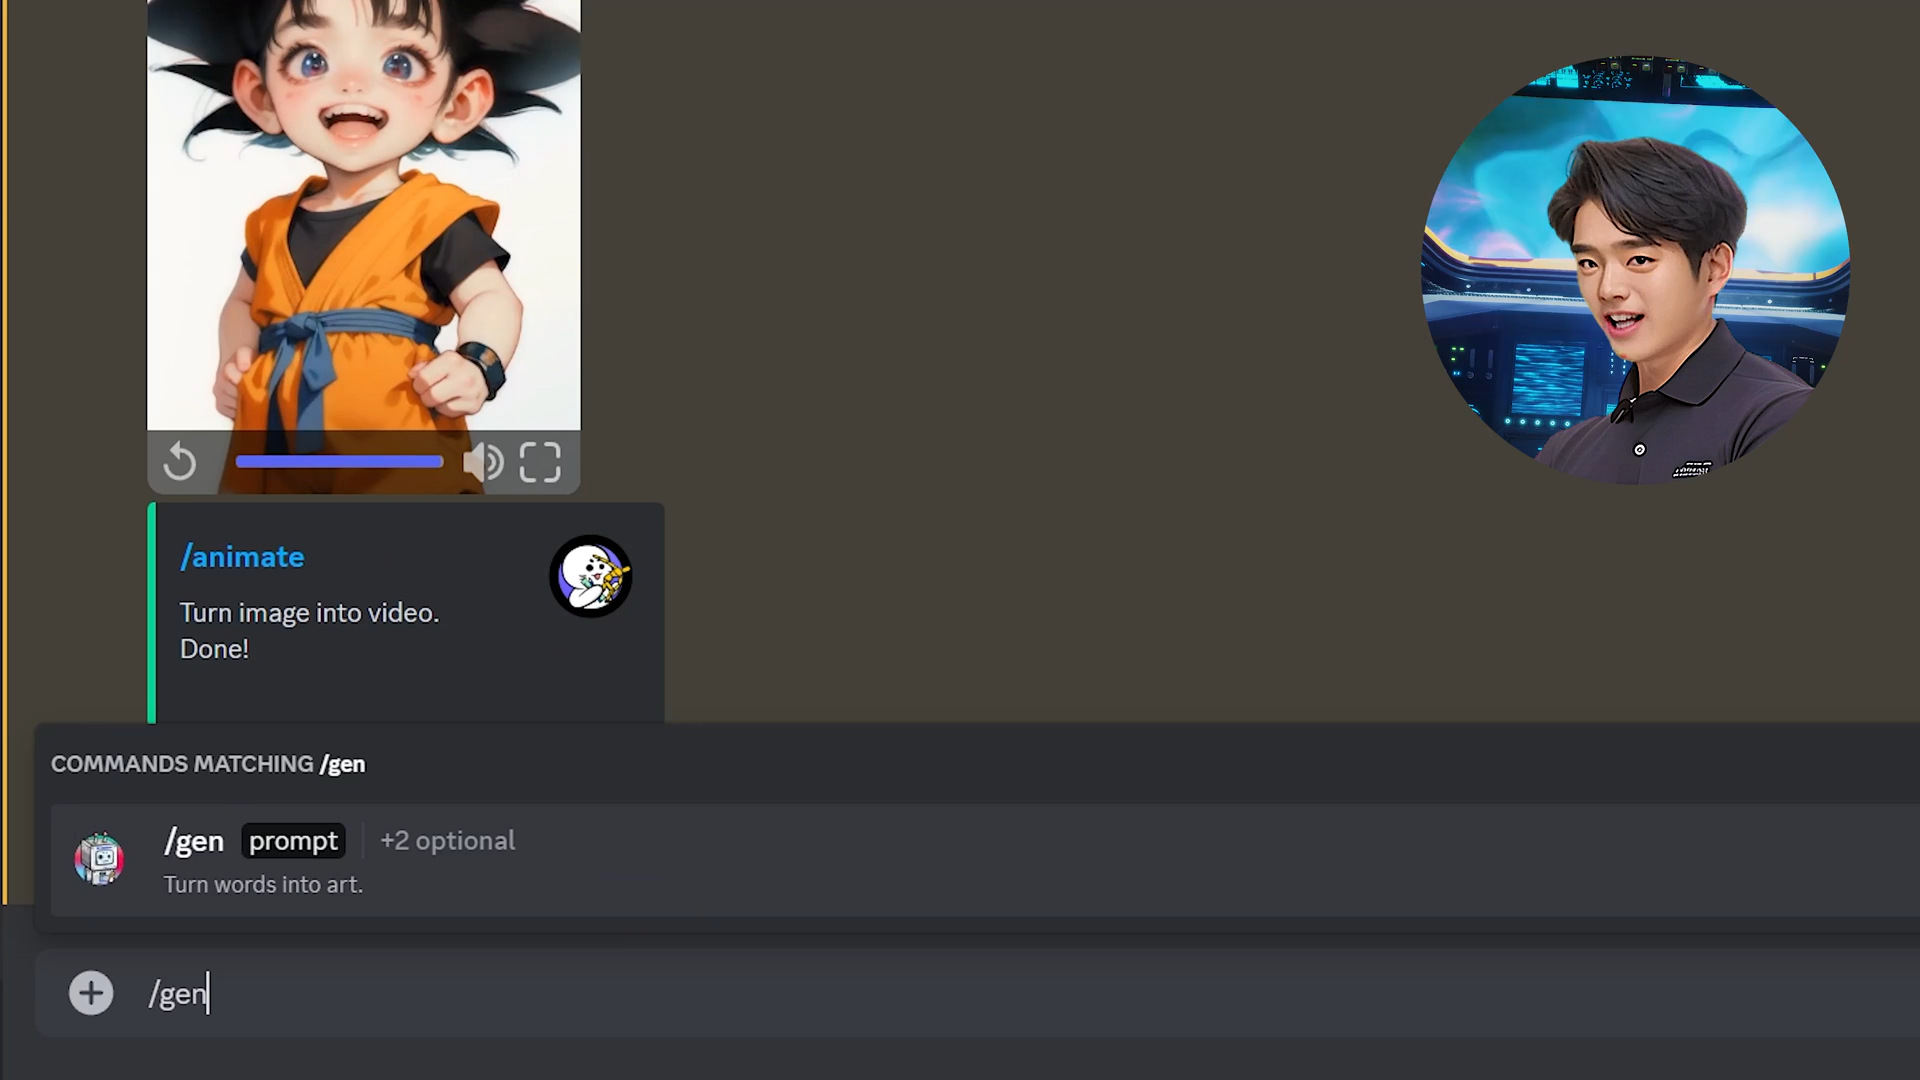 /animate
Turn image into video.
Done!
COMMANDS MATCHING /gen
/gen prompt +2 optional
Turn words into art.
/gen